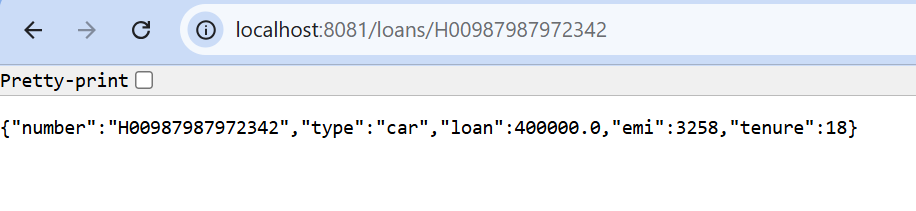 localhost:8081/loans/H00987987972342
Pretty-print
{"number":"H00987987972342","type":"car","loan":400000.0,"emi":3258,"tenure":18}